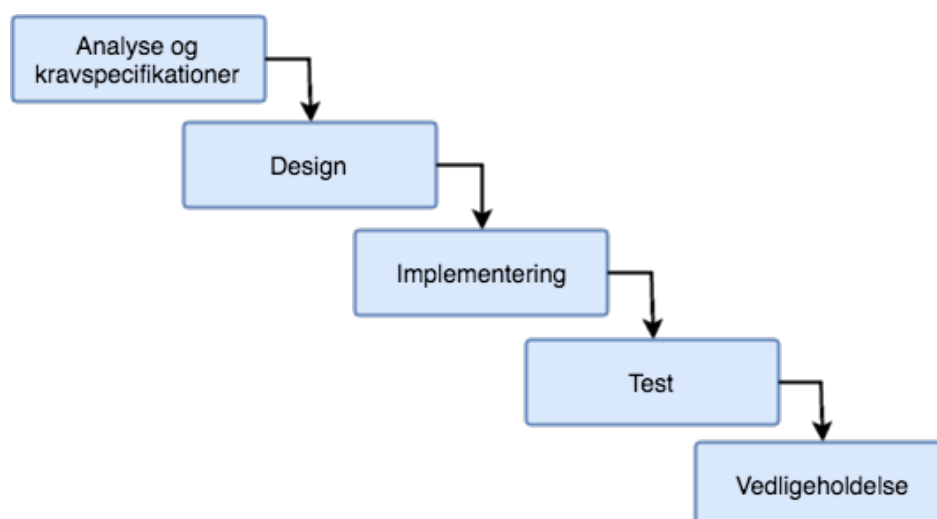 Analyse og
kravspecifikationer
Design
Implementering
Test
Vedligeholdelse